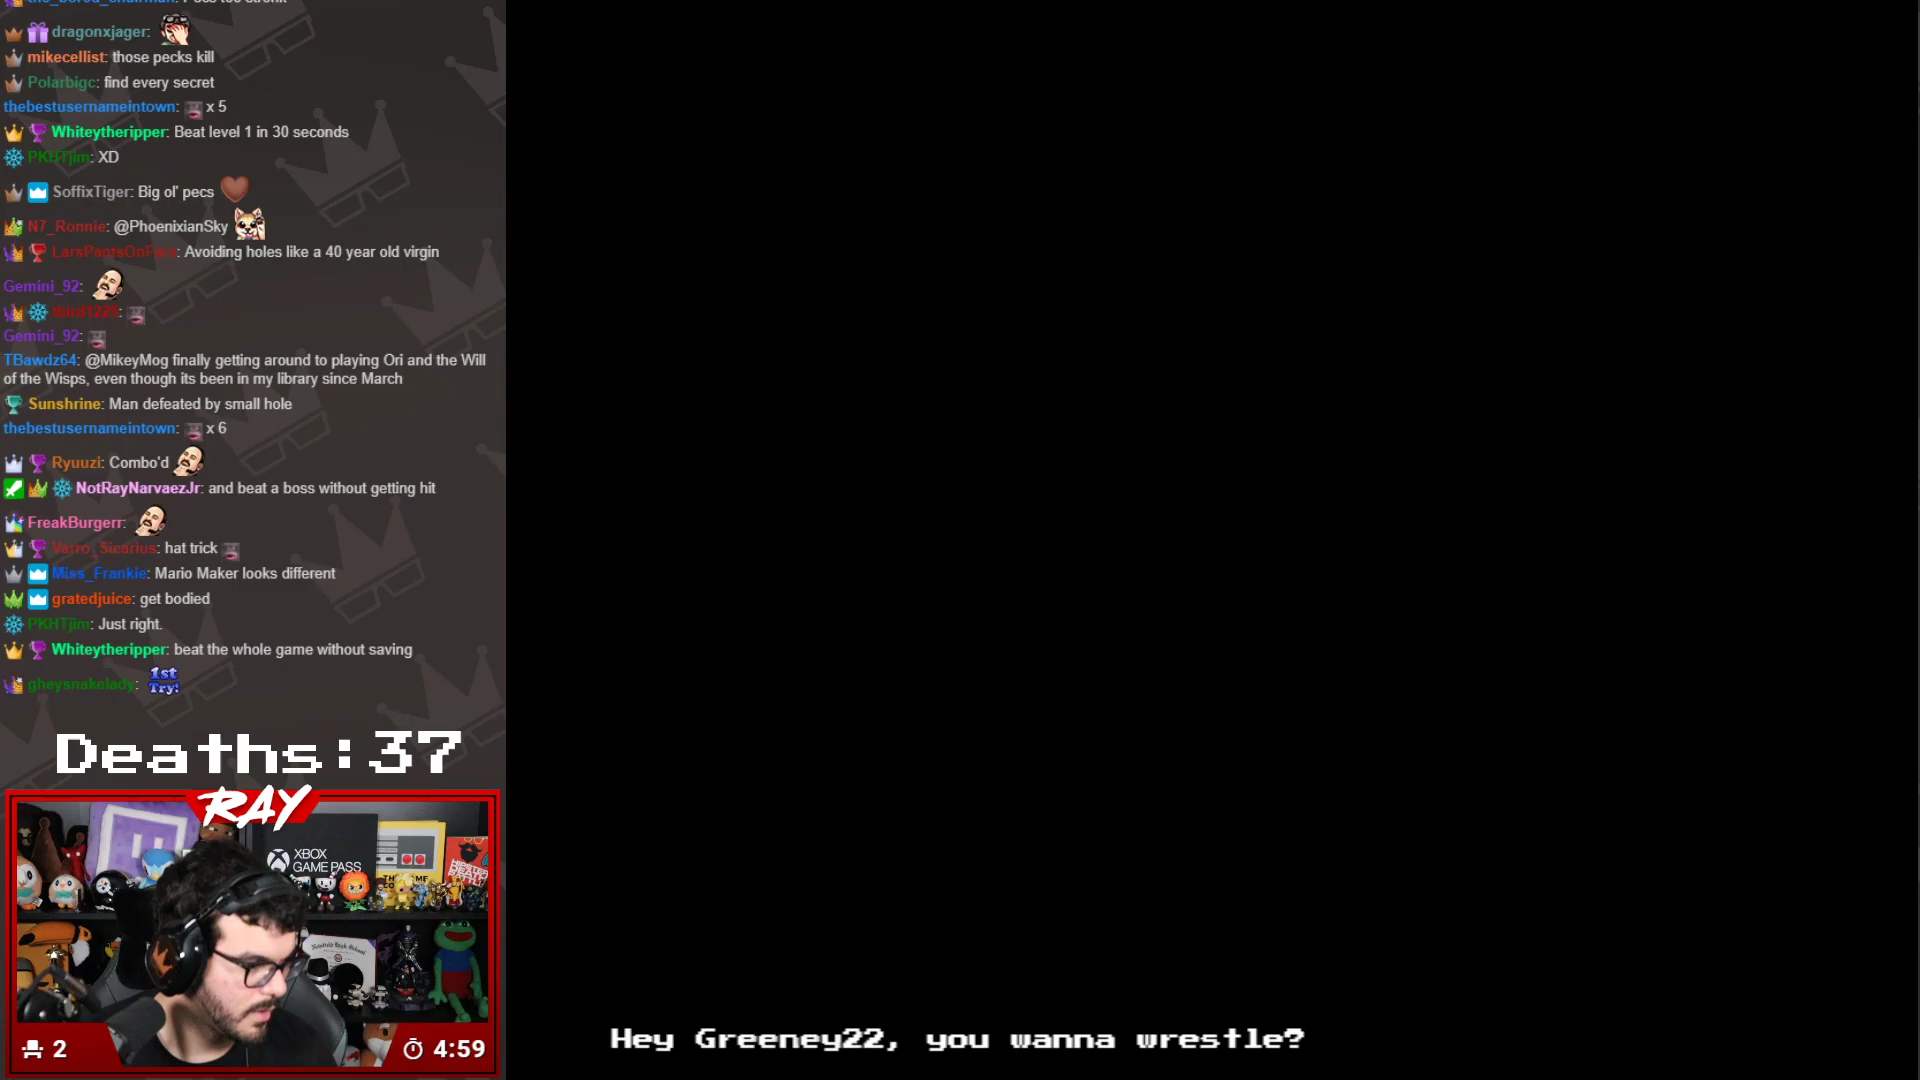 dragonxjager:
mikecellist: those pecks kill
Polarbigc: find every secret
thebestusernameintown: x 5
Whiteytheripper: Beat level 1 in 30 seconds
PKHTjim: XD
SoffixTiger: Big ol' pecs
N7_Ronnie: @PhoenixianSky
LarsPantsOnFare: Avoiding holes like a 40 year old virgin
Gemini_92:
tbird1225:
Gemini_92:
TBawdz64: @MikeyMog finally getting around to playing Ori and the Will
of the Wisps, even though its been in my library since March
Sunshrine: Man defeated by small hole
thebestusernameintown: x 6
Ryuuzi: Combo'd
NotRayNarvaezJr: and beat a boss without getting hit
FreakBurgerr:
Varro_Sicarius: hat trick
Miss_Frankie: Mario Maker looks different
gratedjuice: get bodied
PKHTjim: Just right.
Whiteytheripper: beat the whole game without saving
gheysnakelady: 1st Try!
Deaths:37
RAY
XBOX
GAME PASS
2
4:59
Hey Greeney22, you wanna wrestle?